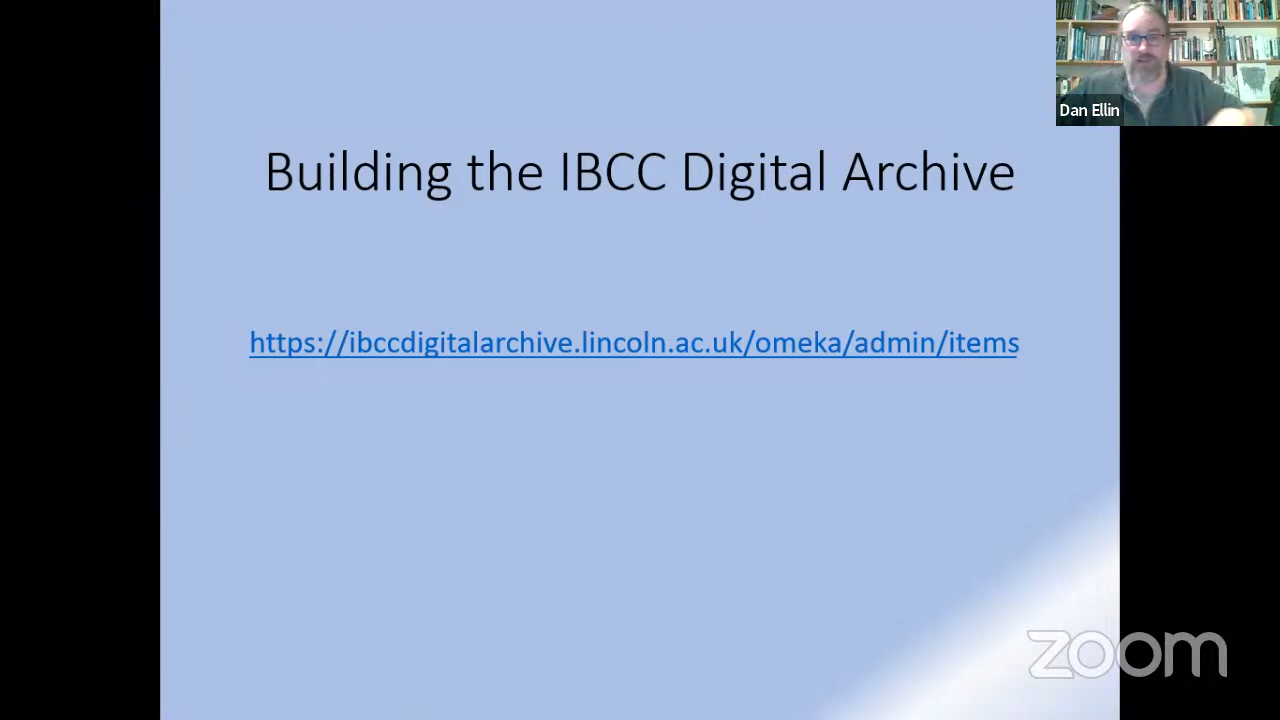 Dan Ellin
Building the IBCC Digital Archive
https://ibccdigitalarchive.lincoln.ac.uk/omeka/admin/items
zoom